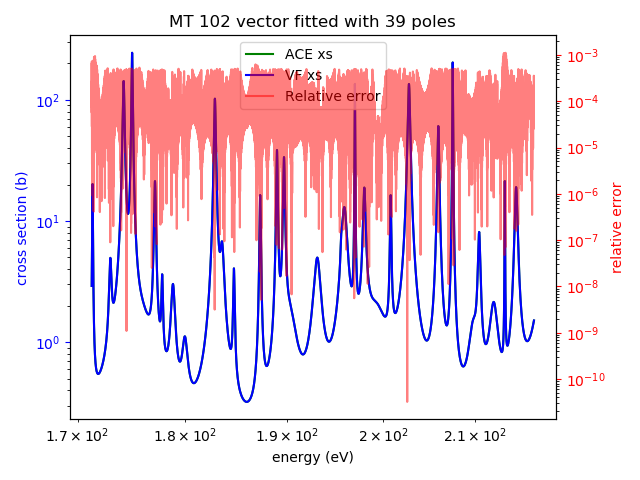 MT 102 vector fitted with 39 poles
ACE xs
VF xs
Relative error
cross section (b)
10²
10¹
10⁰
relative error
10⁻³
10⁻⁴
10⁻⁵
10⁻⁶
10⁻⁷
10⁻⁸
10⁻⁹
10⁻¹⁰
1.7 × 10² 1.8 × 10² 1.9 × 10² 2 × 10² 2.1 × 10²
energy (eV)